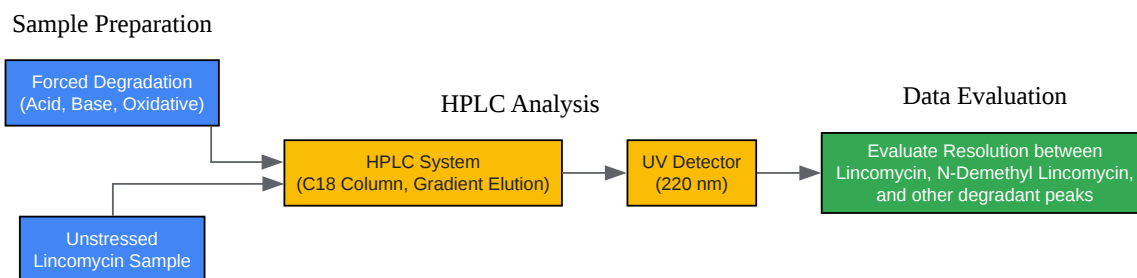 Sample Preparation
Forced Degradation
(Acid, Base, Oxidative)
Unstressed
Lincomycin Sample
HPLC Analysis
HPLC System
(C18 Column, Gradient Elution)
UV Detector
(220 nm)
Data Evaluation
Evaluate Resolution between
Lincomycin, N-Demethyl Lincomycin,
and other degradant peaks